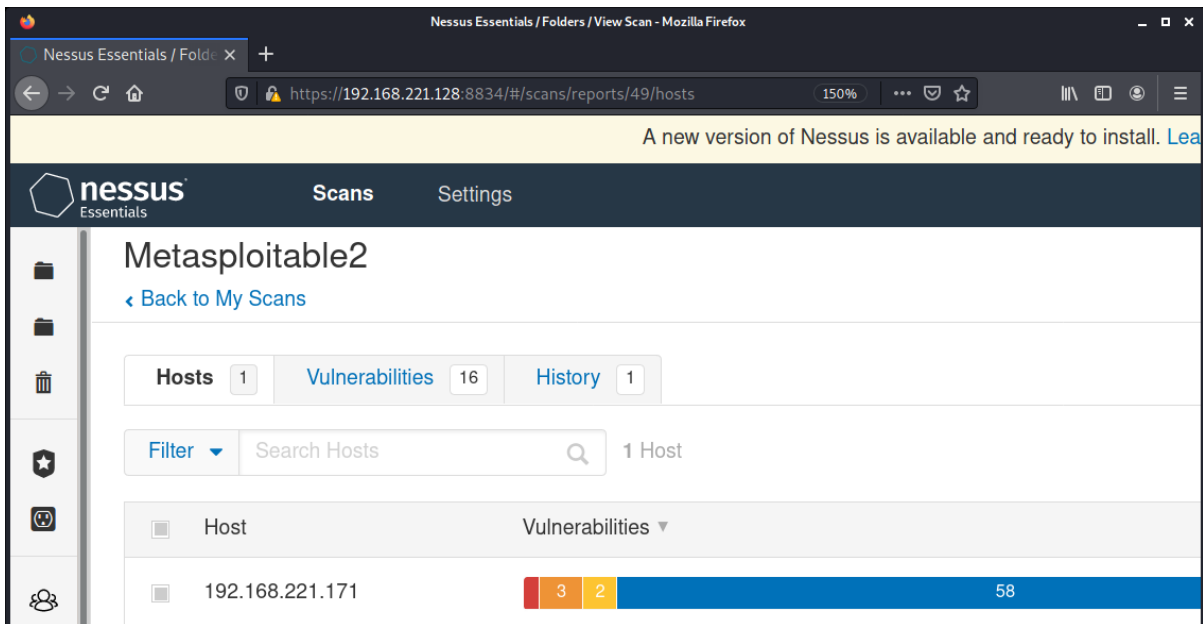 Nessus Essentials / Folders / View Scan - Mozilla Firefox
Nessus Essentials / Folde
https://192.168.221.128:8834/#/scans/reports/49/hosts 150%
A new version of Nessus is available and ready to install. Lea
nessus Scans Settings
Essentials
Metasploitable2
Back to My Scans
Hosts 1 Vulnerabilities 16 History 1
Filter Search Hosts 1 Host
Host Vulnerabilities
192.168.221.171 3 2 58